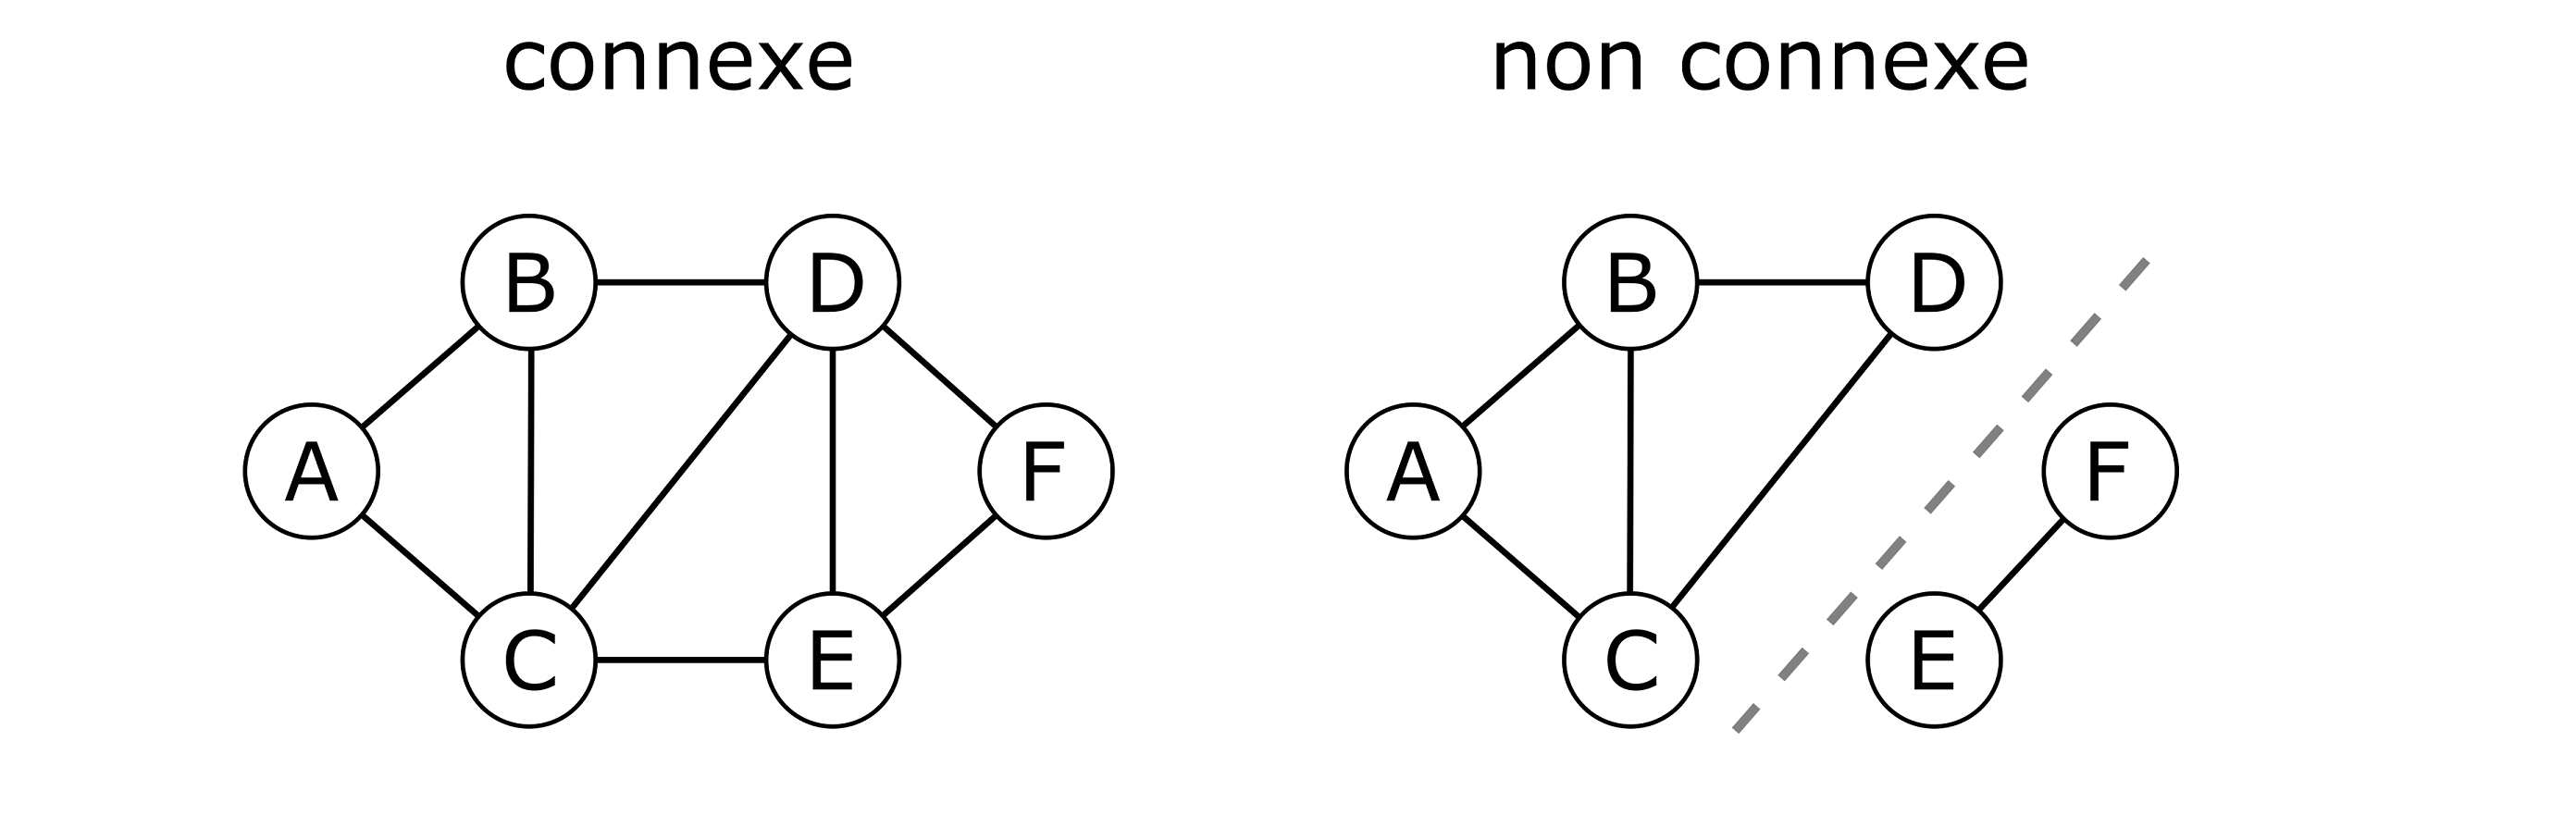 connexe
B D
A F
C E
non connexe
B D
A F
C E